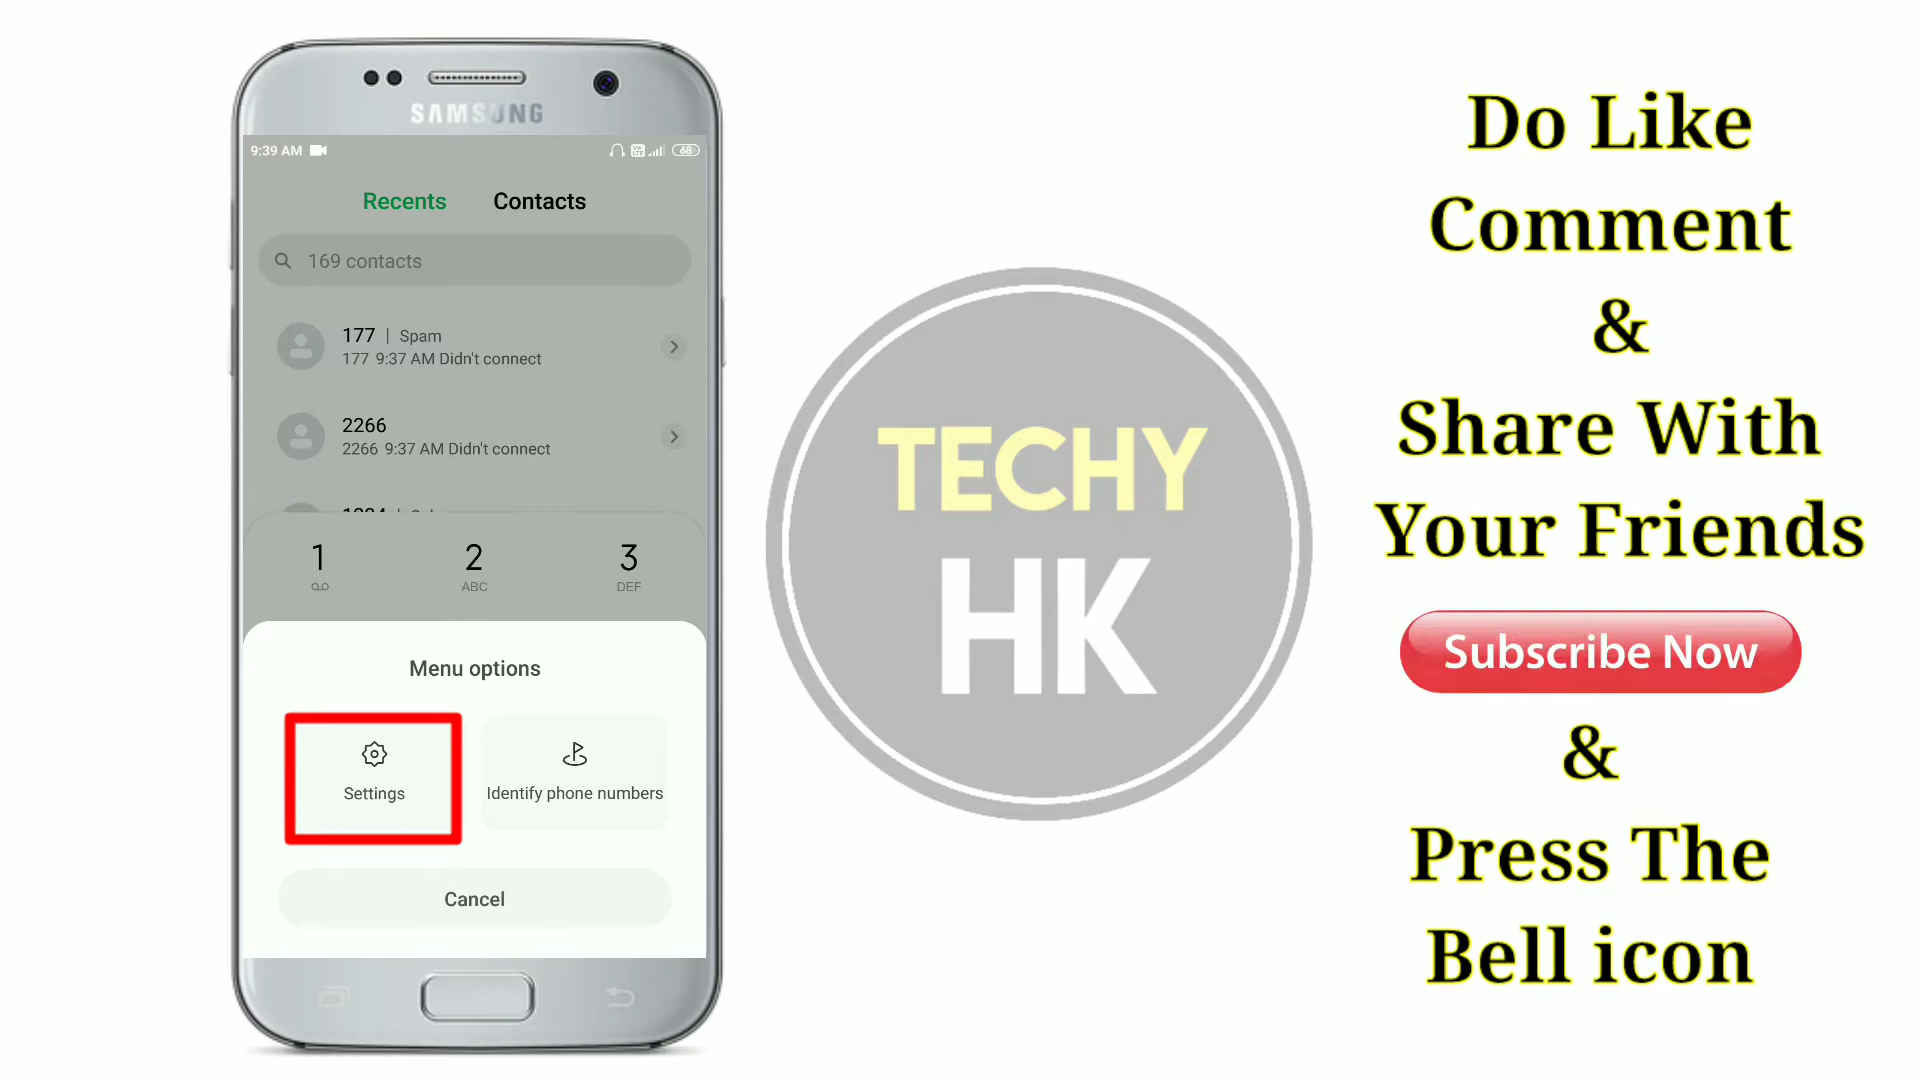 SAMSUNG
9:39 AM
68
Recents Contacts
169 contacts
177 | Spam
177 9:37 AM Didn't connect
2266
2266 9:37 AM Didn't connect
1 2 3
ABC DEF
Menu options
Settings Identify phone numbers
Cancel
TECHY
HK
Do Like
Comment
&
Share With
Your Friends
Subscribe Now
&
Press The
Bell icon